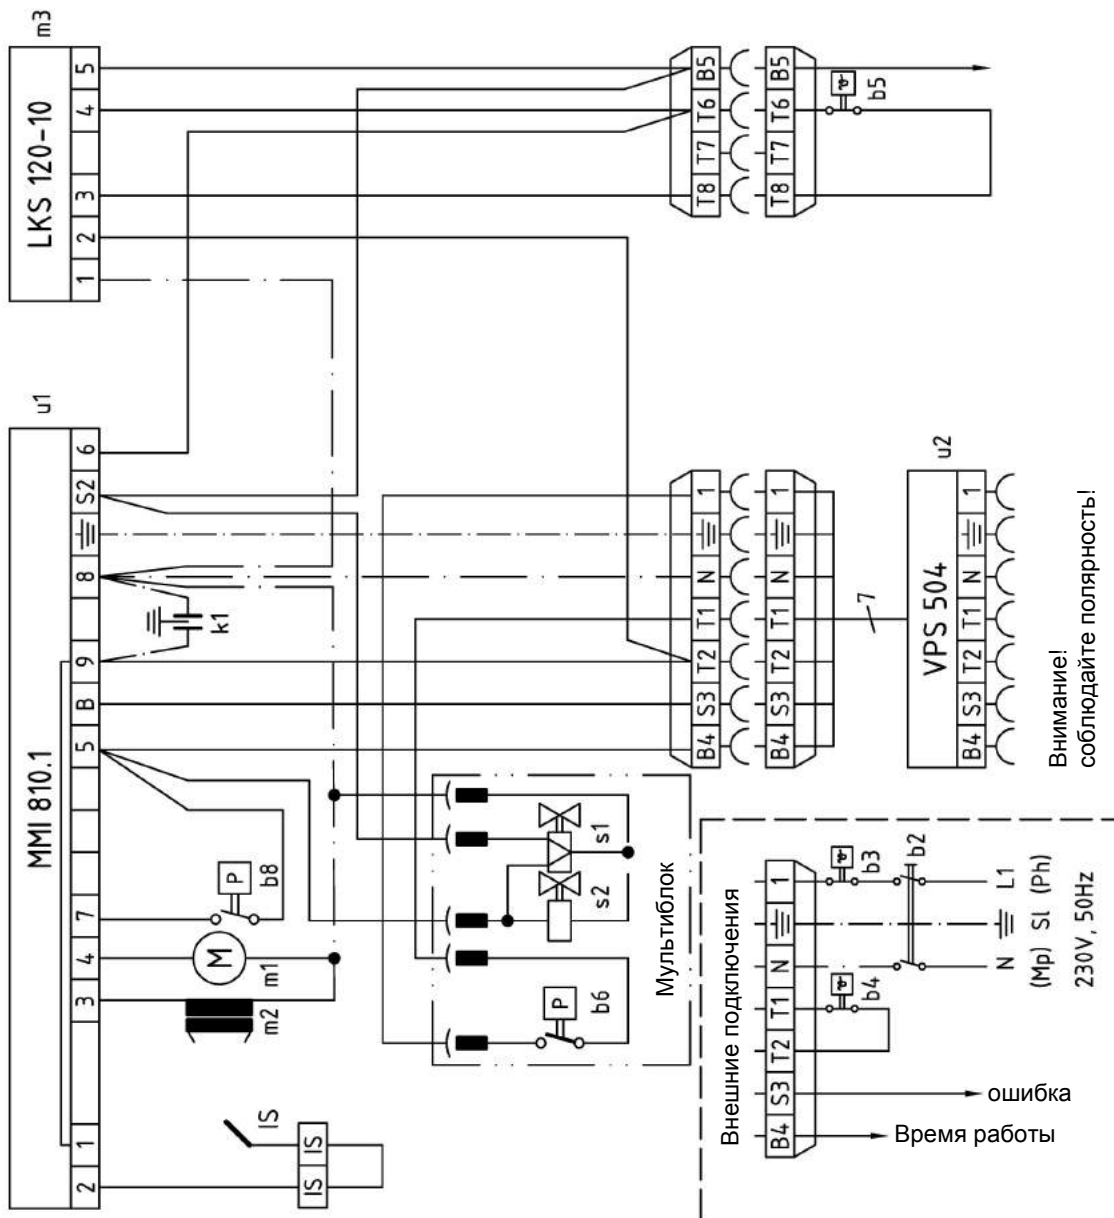 m3
LKS 120-10
5
4
3
2
1
B5
T6
T7
T8
B5
T6
T7
T8
b5
u1
MMI 810.1
6
S2
8
9
B
5
7
4
3
1
2
k1
P
b8
M
m1
m2
IS
IS
IS
s1
s2
P
b6
Мультиблок
1
N
T1
T2
S3
B4
1
N
T1
T2
S3
B4
7
u2
VPS 504
1
N
T1
T2
S3
B4
Внимание!
соблюдайте полярность!
Внешние подключения
1
N
T1
T2
S3
B4
b3
b2
b4
L1 (Ph)
Sl
N (Mp)
230V, 50Hz
ошибка
Время работы